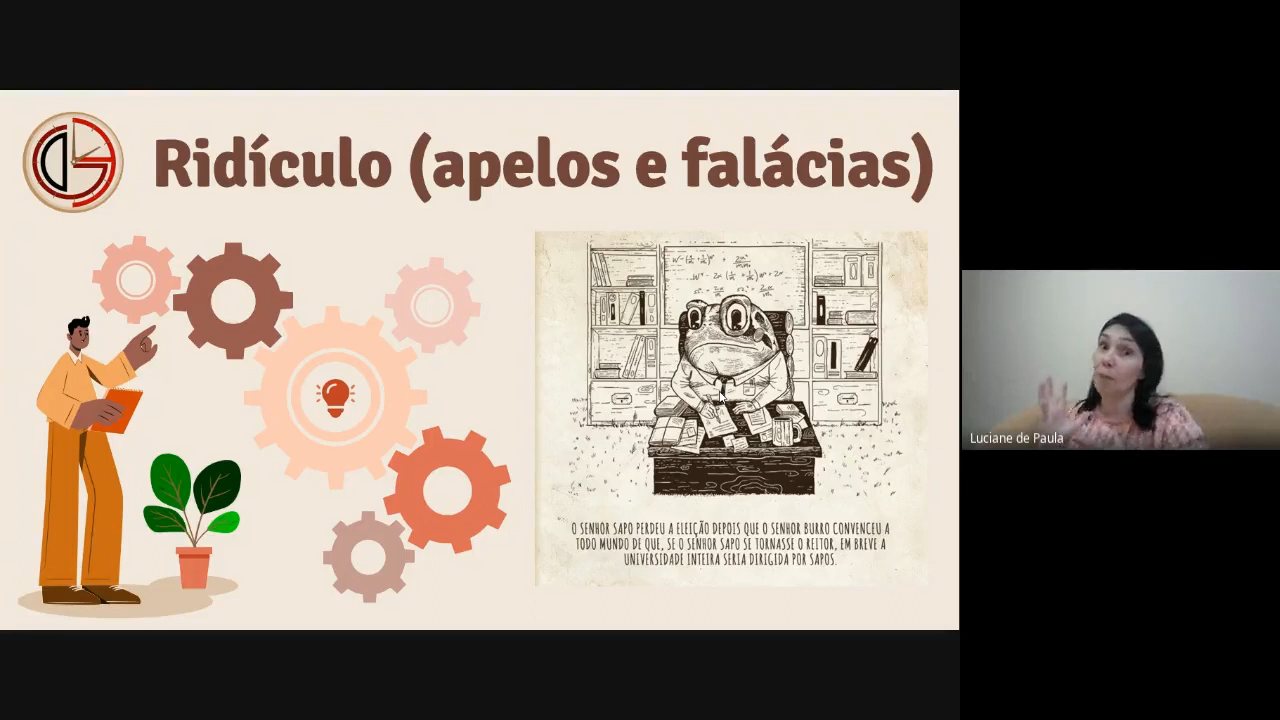 Ridículo (apelos e falácias)
O SENHOR SAPO PERDEU A ELEIÇÃO DEPOIS QUE O SENHOR BURRO CONVENCEU A
TODO MUNDO DE QUE, SE O SENHOR SAPO SE TORNASSE O REITOR, EM BREVE A
UNIVERSIDADE INTEIRA SERIA DIRIGIDA POR SAPOS.
Luciane de Paula